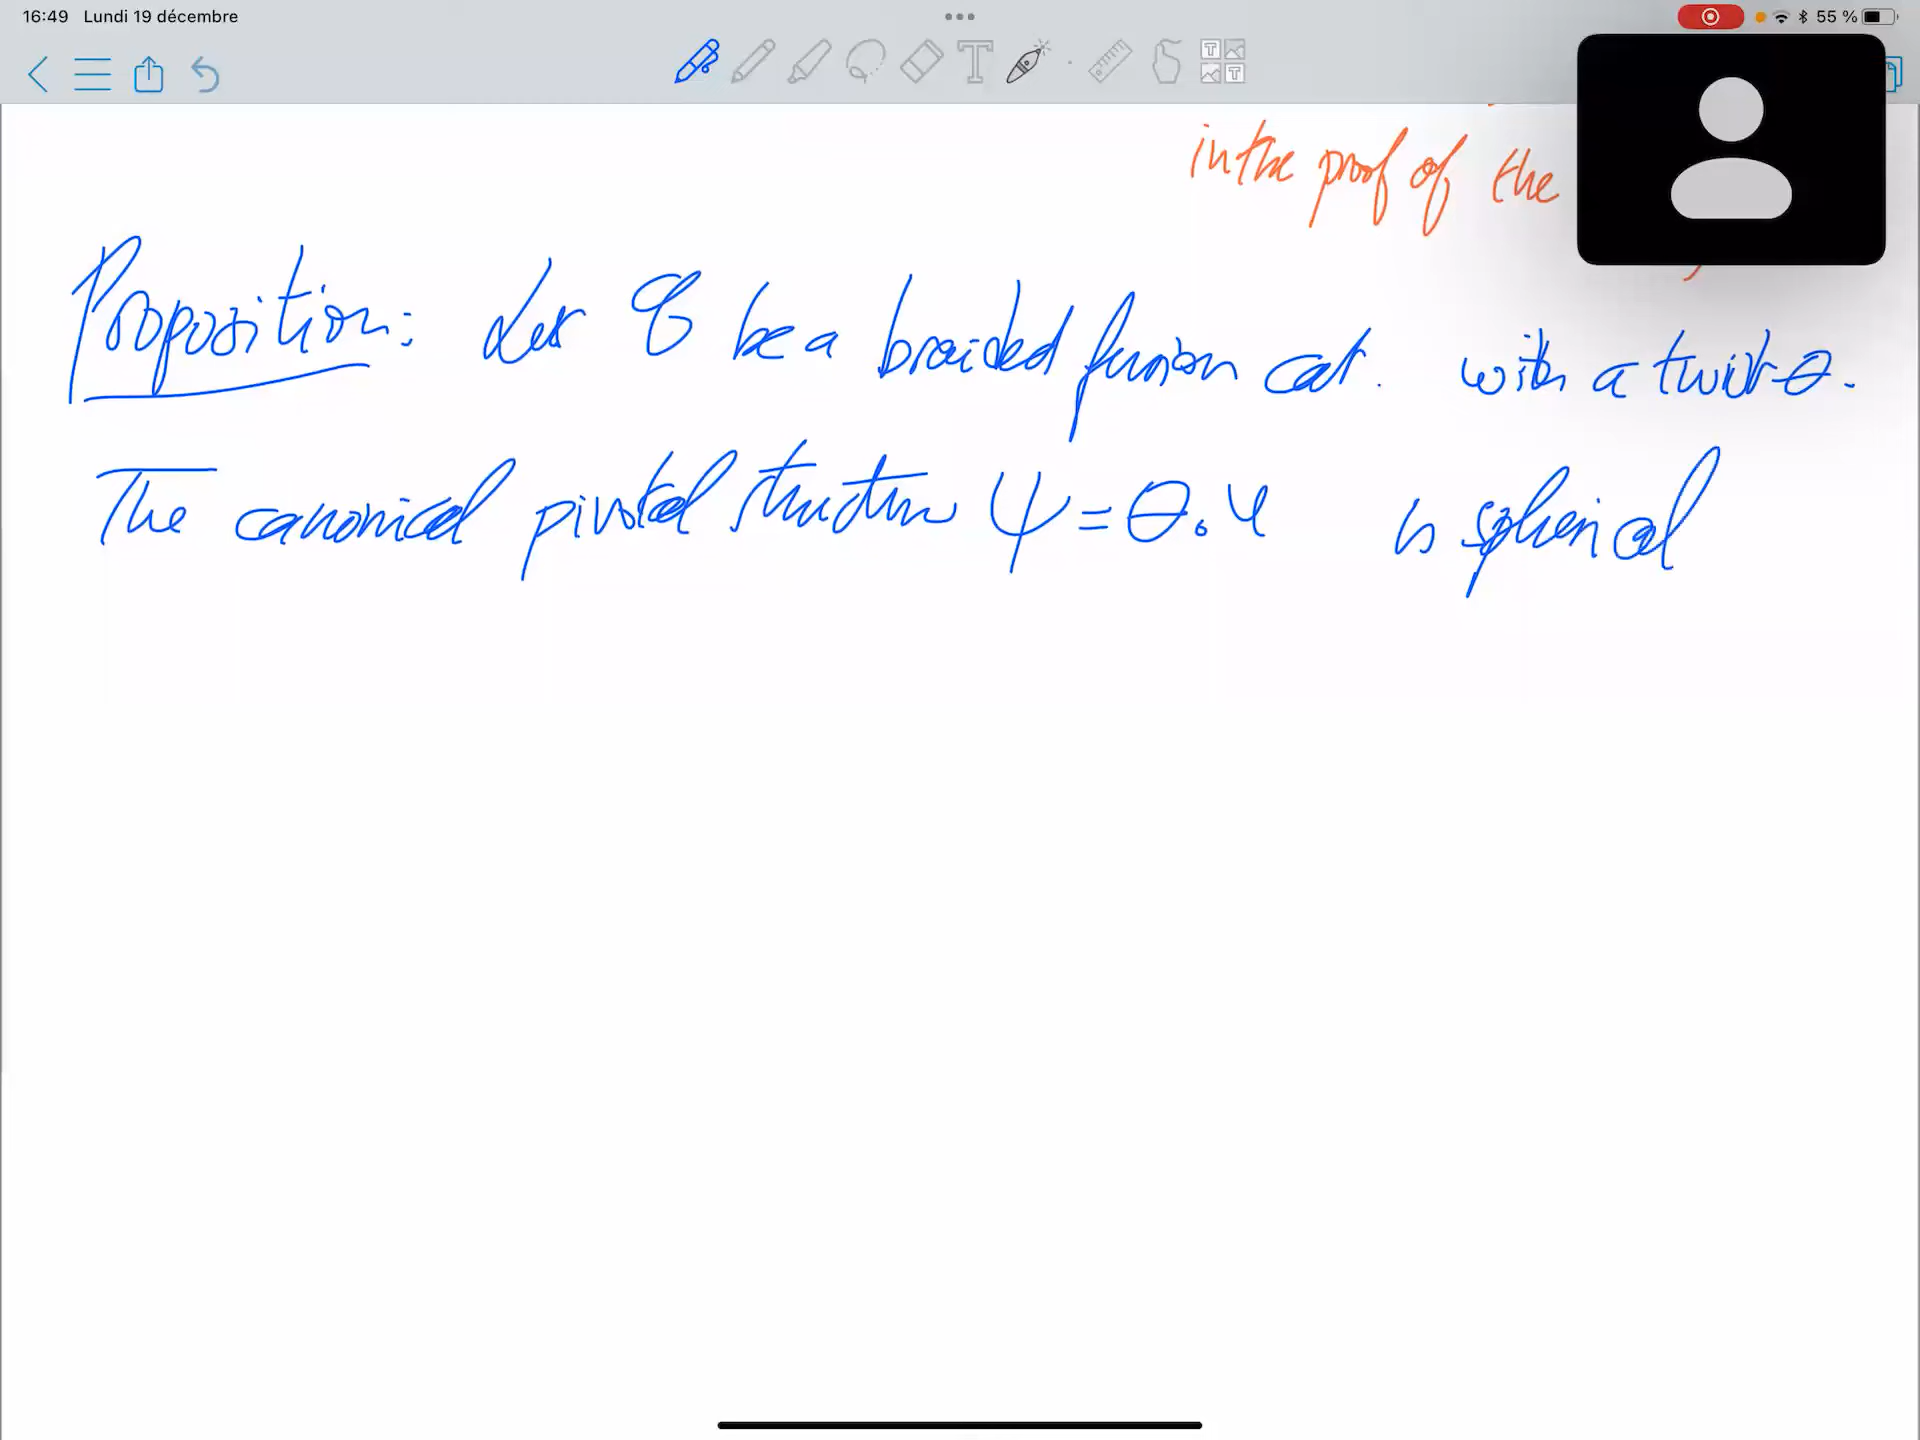 16:49 Lundi 19 décembre 55 %
in the proof of the
Proposition: Let C be a braided fusion cat. with a twist θ.
The canonical pivotal structure ψ = θ.φ is spherical